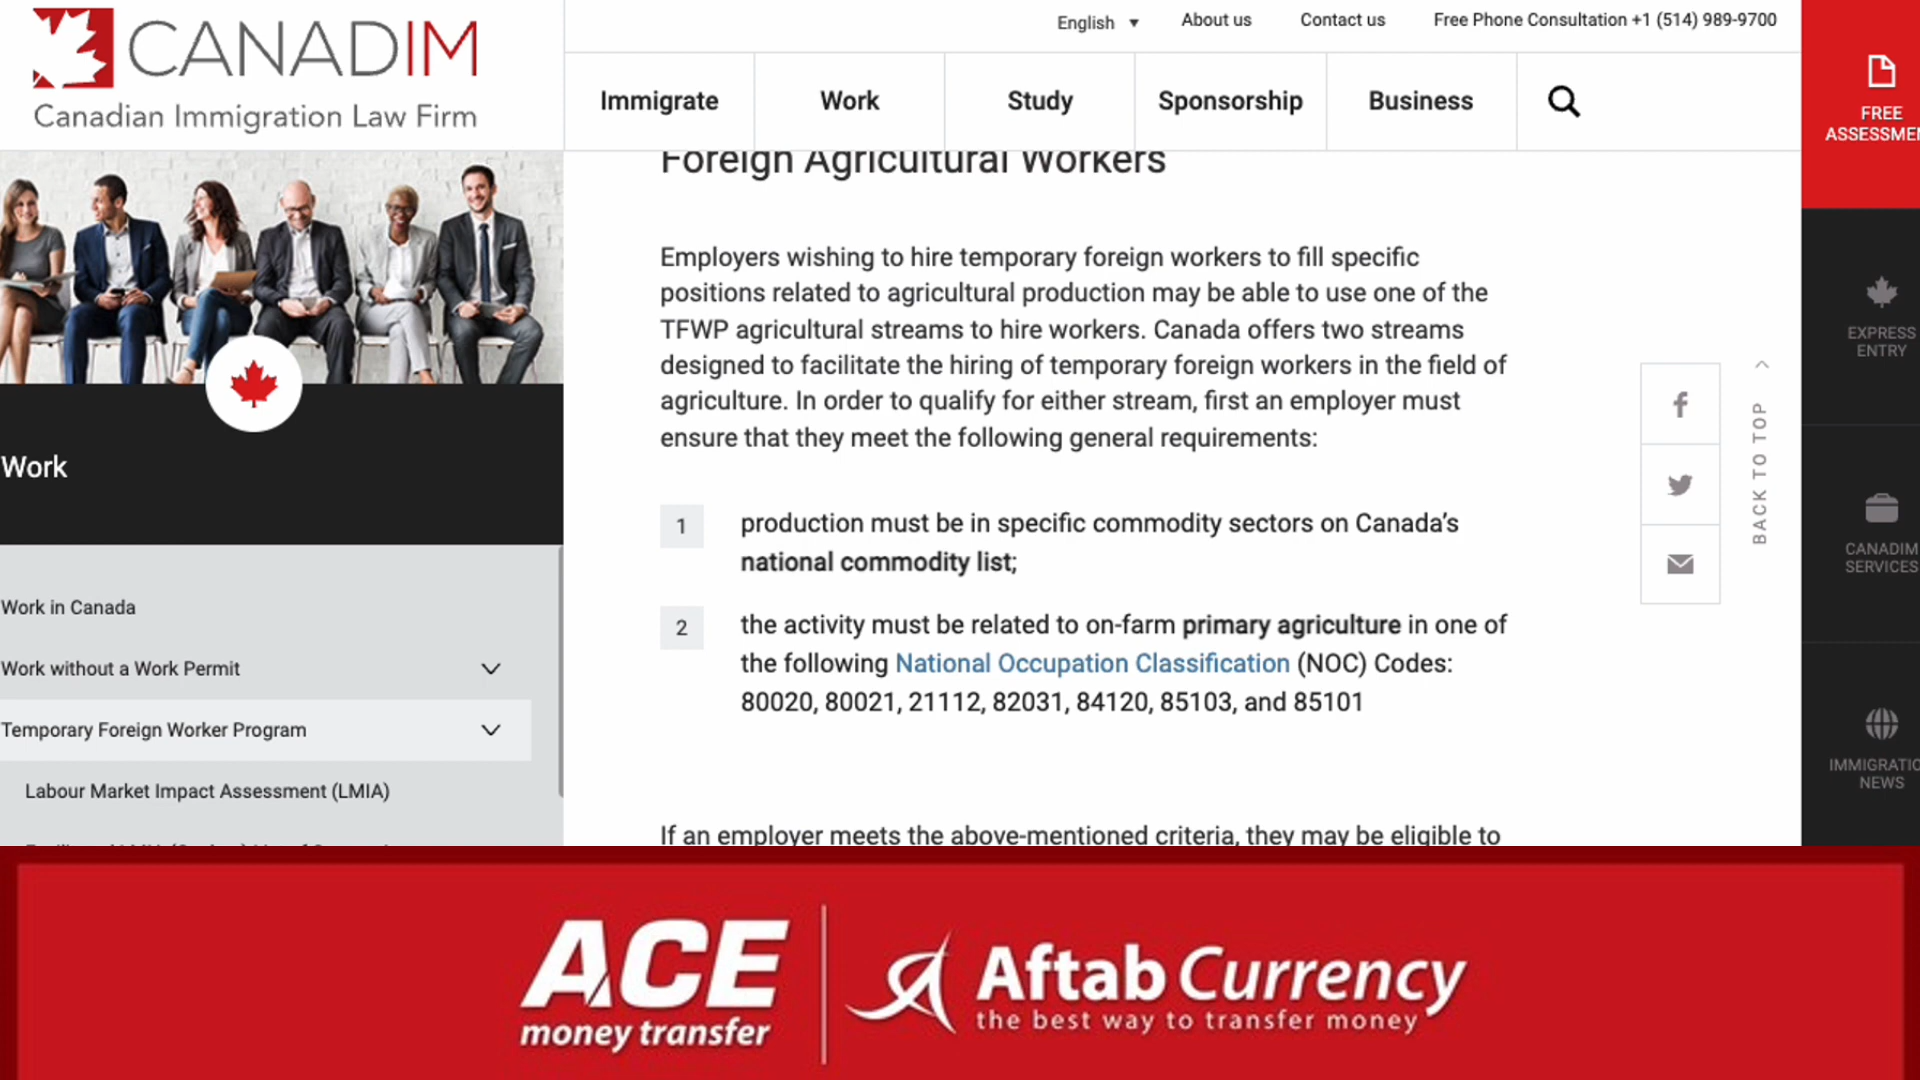 CANADIM
Canadian Immigration Law Firm
English
About us
Contact us
Free Phone Consultation +1 (514) 989-9700
Immigrate
Work
Study
Sponsorship
Business
FREE
ASSESSMEN
EXPRESS
ENTRY
CANADIM
SERVICES
IMMIGRATIO
NEWS
Work
Work in Canada
Work without a Work Permit
Temporary Foreign Worker Program
Labour Market Impact Assessment (LMIA)
Foreign Agricultural Workers
Employers wishing to hire temporary foreign workers to fill specific
positions related to agricultural production may be able to use one of the
TFWP agricultural streams to hire workers. Canada offers two streams
designed to facilitate the hiring of temporary foreign workers in the field of
agriculture. In order to qualify for either stream, first an employer must
ensure that they meet the following general requirements:
1 production must be in specific commodity sectors on Canada's
national commodity list;
2 the activity must be related to on-farm primary agriculture in one of
the following National Occupation Classification (NOC) Codes:
80020, 80021, 21112, 82031, 84120, 85103, and 85101
If an employer meets the above-mentioned criteria, they may be eligible to
BACK TO TOP
ACE
money transfer
Aftab Currency
the best way to transfer money